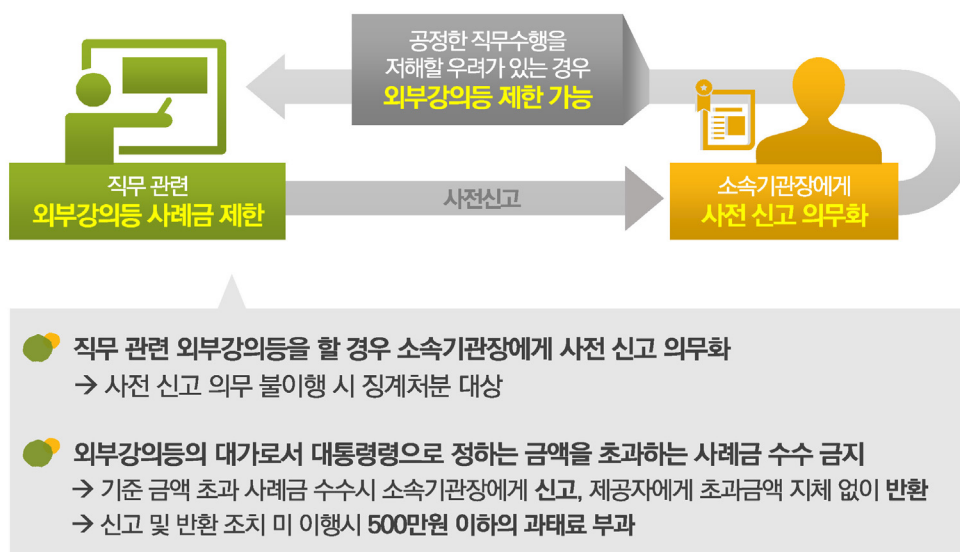 공정한 직무수행을
저해할 우려가 있는 경우
외부강의등 제한 가능
직무 관련
외부강의등 사례금 제한
사전신고
소속기관장에게
사전 신고 의무화
직무 관련 외부강의등을 할 경우 소속기관장에게 사전 신고 의무화
→ 사전 신고 의무 불이행 시 징계처분 대상
외부강의등의 대가로서 대통령령으로 정하는 금액을 초과하는 사례금 수수 금지
→ 기준 금액 초과 사례금 수수시 소속기관장에게 신고, 제공자에게 초과금액 지체 없이 반환
→ 신고 및 반환 조치 미 이행시 500만원 이하의 과태료 부과